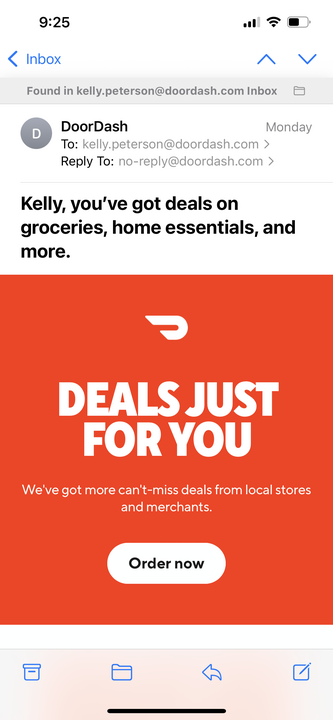 9:25
Inbox
Found in kelly.peterson@doordash.com Inbox
D
DoorDash
Monday
To: kelly.peterson@doordash.com
Reply To: no-reply@doordash.com
Kelly, you’ve got deals on
groceries, home essentials, and
more.
DEALS JUST
FOR YOU
We've got more can't-miss deals from local stores
and merchants.
Order now